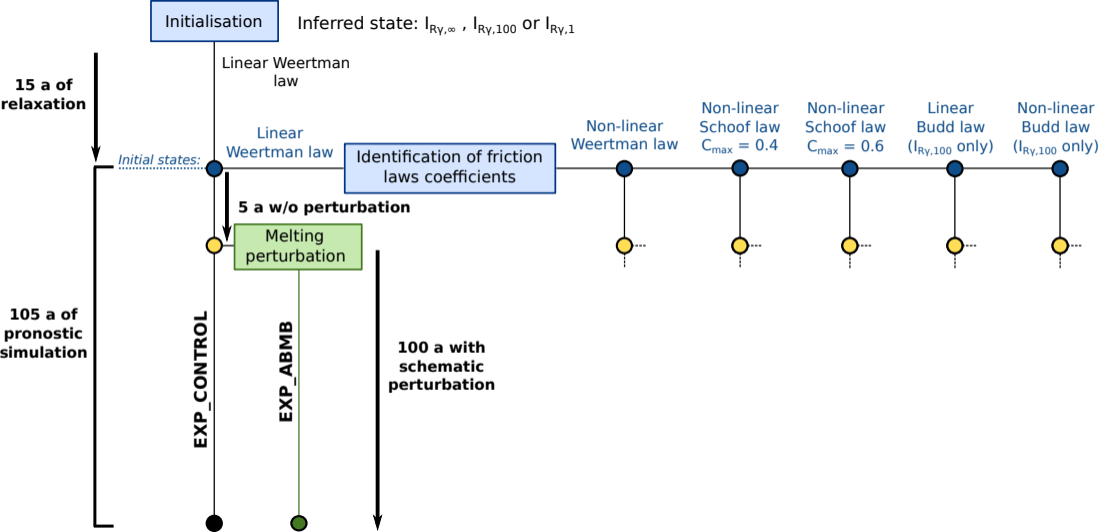 Initialisation
Inferred state: I_Rγ,∞ , I_Rγ,100 or I_Rγ,1
Linear Weertman
law
15 a of
relaxation
Initial states:
Linear
Weertman law
Identification of friction
laws coefficients
Non-linear
Weertman law
Non-linear
Schoof law
C_max = 0.4
Non-linear
Schoof law
C_max = 0.6
Linear
Budd law
(I_Rγ,100 only)
Non-linear
Budd law
(I_Rγ,100 only)
5 a w/o perturbation
Melting
perturbation
105 a of
pronostic
simulation
EXP_CONTROL
EXP_ABMB
100 a with
schematic
perturbation